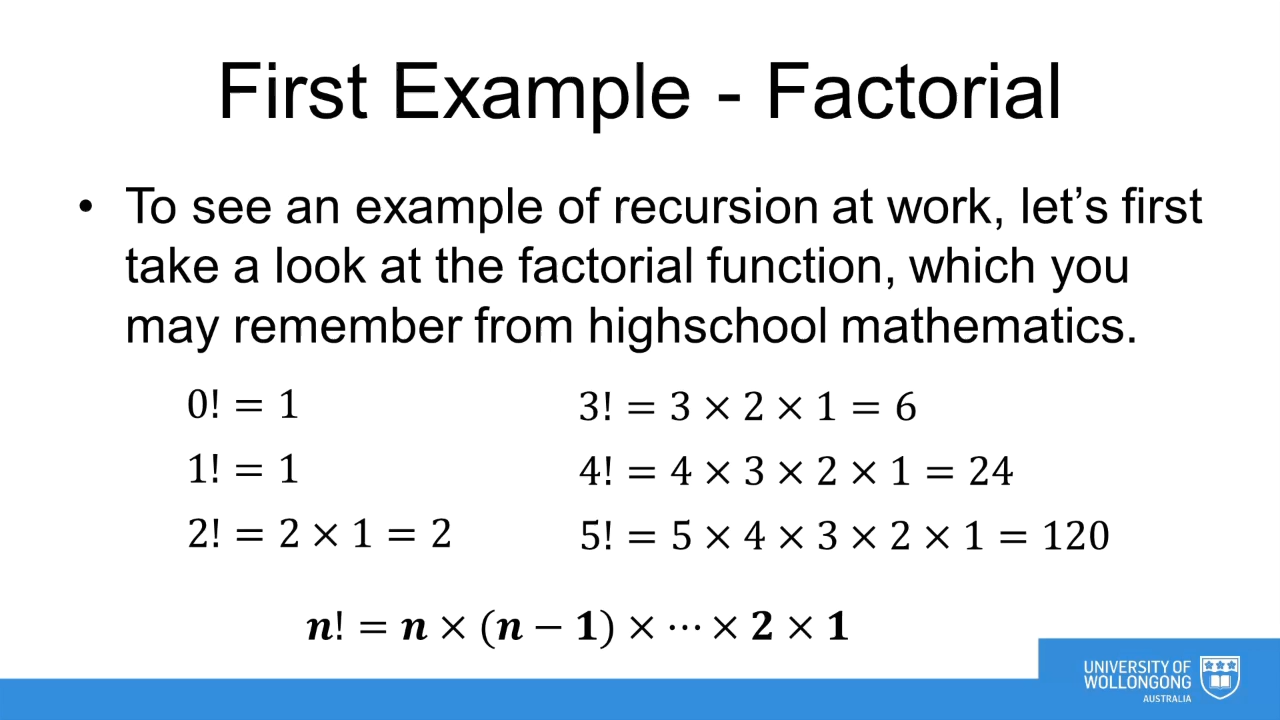 First Example - Factorial
• To see an example of recursion at work, let’s first
take a look at the factorial function, which you
may remember from highschool mathematics.
0! = 1
1! = 1
2! = 2 × 1 = 2
3! = 3 × 2 × 1 = 6
4! = 4 × 3 × 2 × 1 = 24
5! = 5 × 4 × 3 × 2 × 1 = 120
n! = n × (n − 1) × ⋯ × 2 × 1
UNIVERSITY OF
WOLLONGONG
AUSTRALIA